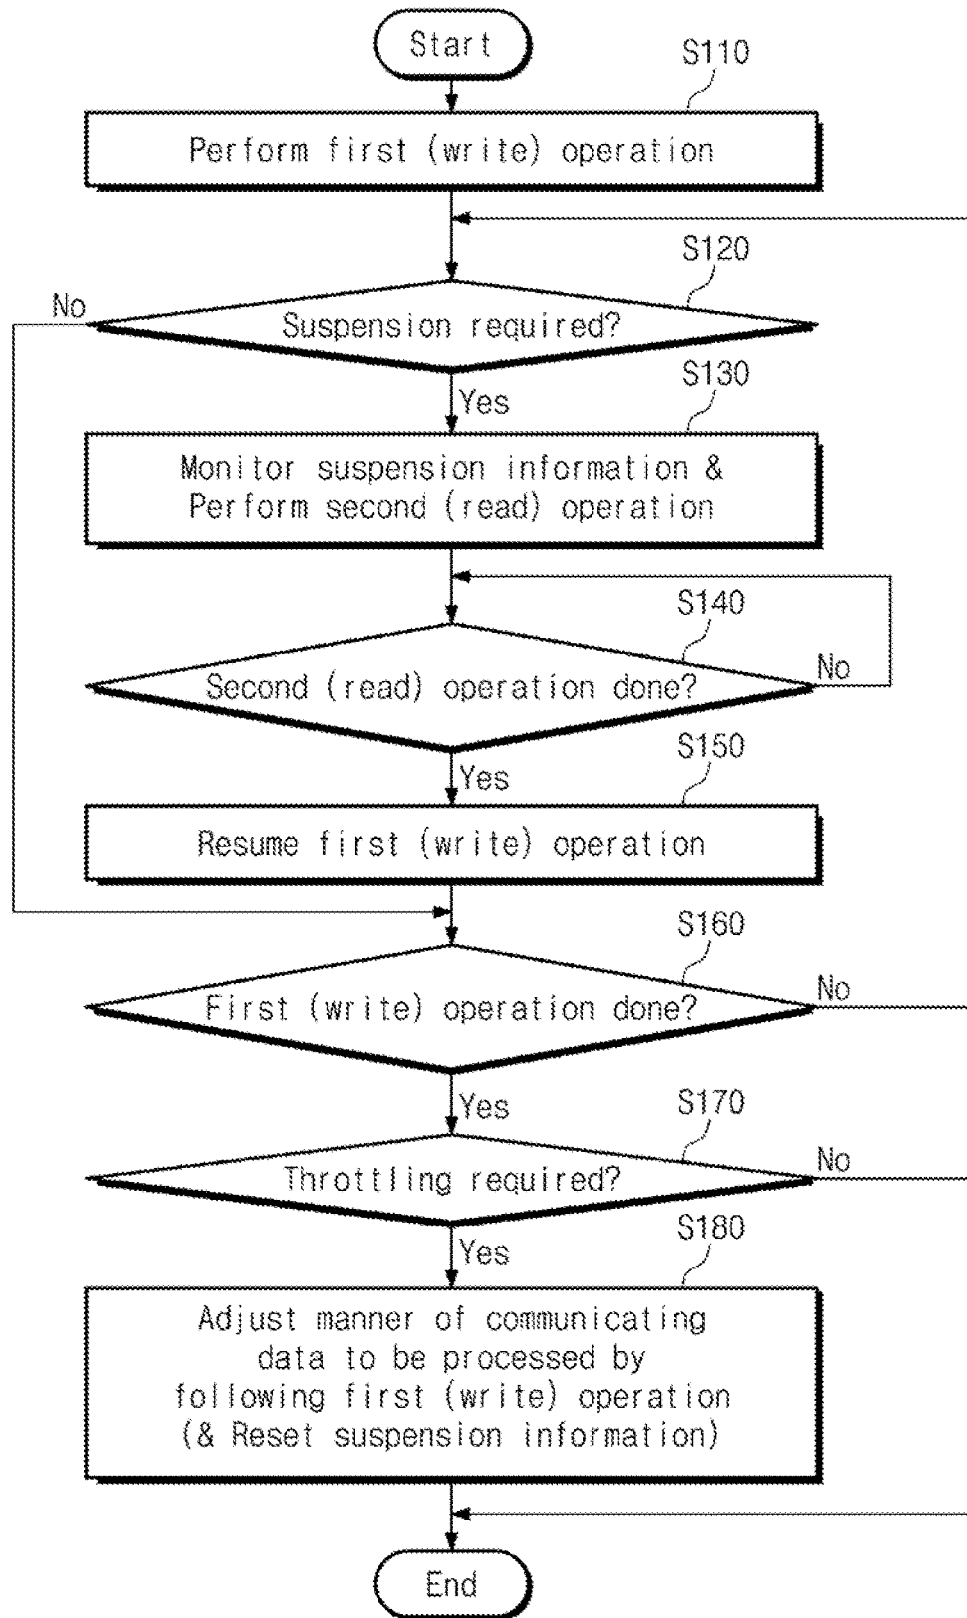 Start
S110
Perform first (write) operation
S120
No
Suspension required?
S130
Yes
Monitor suspension information &
Perform second (read) operation
S140
No
Second (read) operation done?
S150
Yes
Resume first (write) operation
S160
No
First (write) operation done?
S170
Yes
No
Throttling required?
S180
Yes
Adjust manner of communicating
data to be processed by
following first (write) operation
(& Reset suspension information)
End